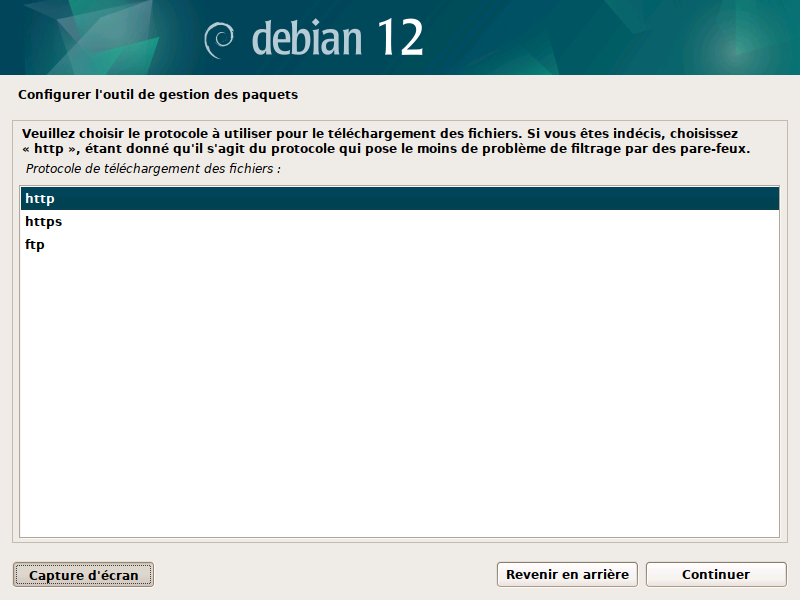 debian 12
Configurer l'outil de gestion des paquets
Veuillez choisir le protocole à utiliser pour le téléchargement des fichiers. Si vous êtes indécis, choisissez
« http », étant donné qu'il s'agit du protocole qui pose le moins de problème de filtrage par des pare-feux.
Protocole de téléchargement des fichiers :
http
https
ftp
Capture d'écran
Revenir en arrière
Continuer